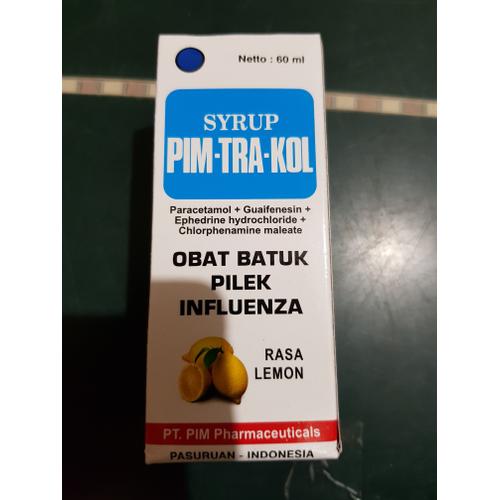 Netto : 60 ml
SYRUP
PIM-TRA-KOL
Paracetamol + Guaifenesin +
Ephedrine hydrochloride +
Chlorphenamine maleate
OBAT BATUK
PILEK
INFLUENZA
RASA
LEMON
PT. PIM Pharmaceuticals
PASURUAN - INDONESIA